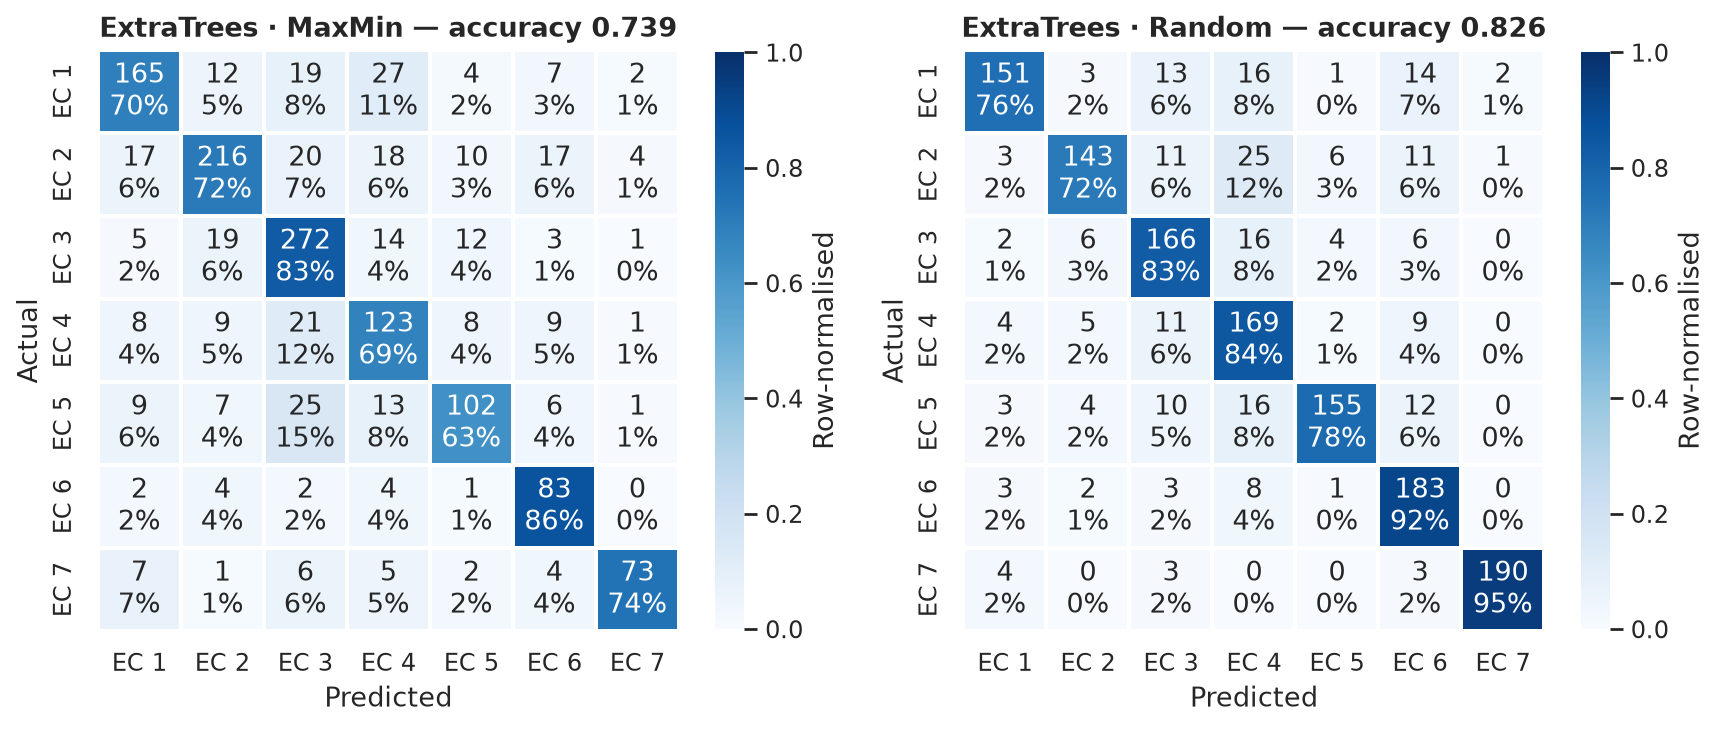 ExtraTrees · MaxMin — accuracy 0.739
EC 1 165 12 19 27 4 7 2
70% 5% 8% 11% 2% 3% 1%
EC 2 17 216 20 18 10 17 4
6% 72% 7% 6% 3% 6% 1%
EC 3 5 19 272 14 12 3 1
2% 6% 83% 4% 4% 1% 0%
EC 4 8 9 21 123 8 9 1
4% 5% 12% 69% 4% 5% 1%
EC 5 9 7 25 13 102 6 1
6% 4% 15% 8% 63% 4% 1%
EC 6 2 4 2 4 1 83 0
2% 4% 2% 4% 1% 86% 0%
EC 7 7 1 6 5 2 4 73
7% 1% 6% 5% 2% 4% 74%
EC 1 EC 2 EC 3 EC 4 EC 5 EC 6 EC 7
Predicted
Actual
1.0
0.8
0.6
0.4
0.2
0.0
Row-normalised
ExtraTrees · Random — accuracy 0.826
EC 1 151 3 13 16 1 14 2
76% 2% 6% 8% 0% 7% 1%
EC 2 3 143 11 25 6 11 1
2% 72% 6% 12% 3% 6% 0%
EC 3 2 6 166 16 4 6 0
1% 3% 83% 8% 2% 3% 0%
EC 4 4 5 11 169 2 9 0
2% 2% 6% 84% 1% 4% 0%
EC 5 3 4 10 16 155 12 0
2% 2% 5% 8% 78% 6% 0%
EC 6 3 2 3 8 1 183 0
2% 1% 2% 4% 0% 92% 0%
EC 7 4 0 3 0 0 3 190
2% 0% 2% 0% 0% 2% 95%
EC 1 EC 2 EC 3 EC 4 EC 5 EC 6 EC 7
Predicted
Actual
1.0
0.8
0.6
0.4
0.2
0.0
Row-normalised